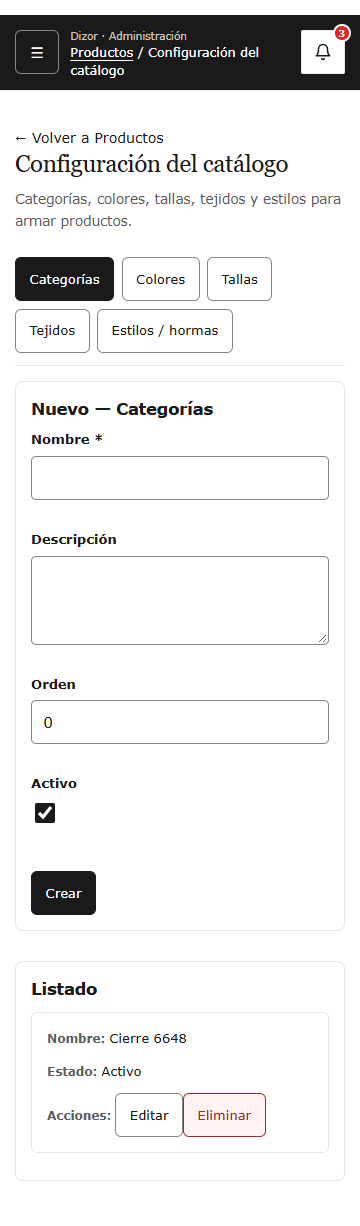 Dizor · Administración
Productos / Configuración del
catálogo
3
← Volver a Productos
Configuración del catálogo
Categorías, colores, tallas, tejidos y estilos para
armar productos.
Categorías
Colores
Tallas
Tejidos
Estilos / hormas
Nuevo — Categorías
Nombre *
Descripción
Orden
0
Activo
Crear
Listado
Nombre: Cierre 6648
Estado: Activo
Acciones: Editar Eliminar